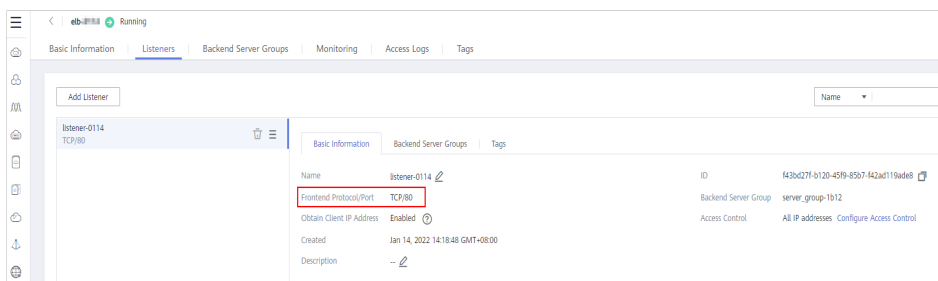 elb- Running
Basic Information Listeners Backend Server Groups Monitoring Access Logs Tags
Add Listener
Name
listener-0114
TCP/80
Basic Information Backend Server Groups Tags
Name listener-0114
ID f43bd27f-b120-45f9-85b7-f42ad119ade8
Frontend Protocol/Port TCP/80
Backend Server Group server_group-1b12
Obtain Client IP Address Enabled
Access Control All IP addresses Configure Access Control
Created Jan 14, 2022 14:18:48 GMT+08:00
Description --